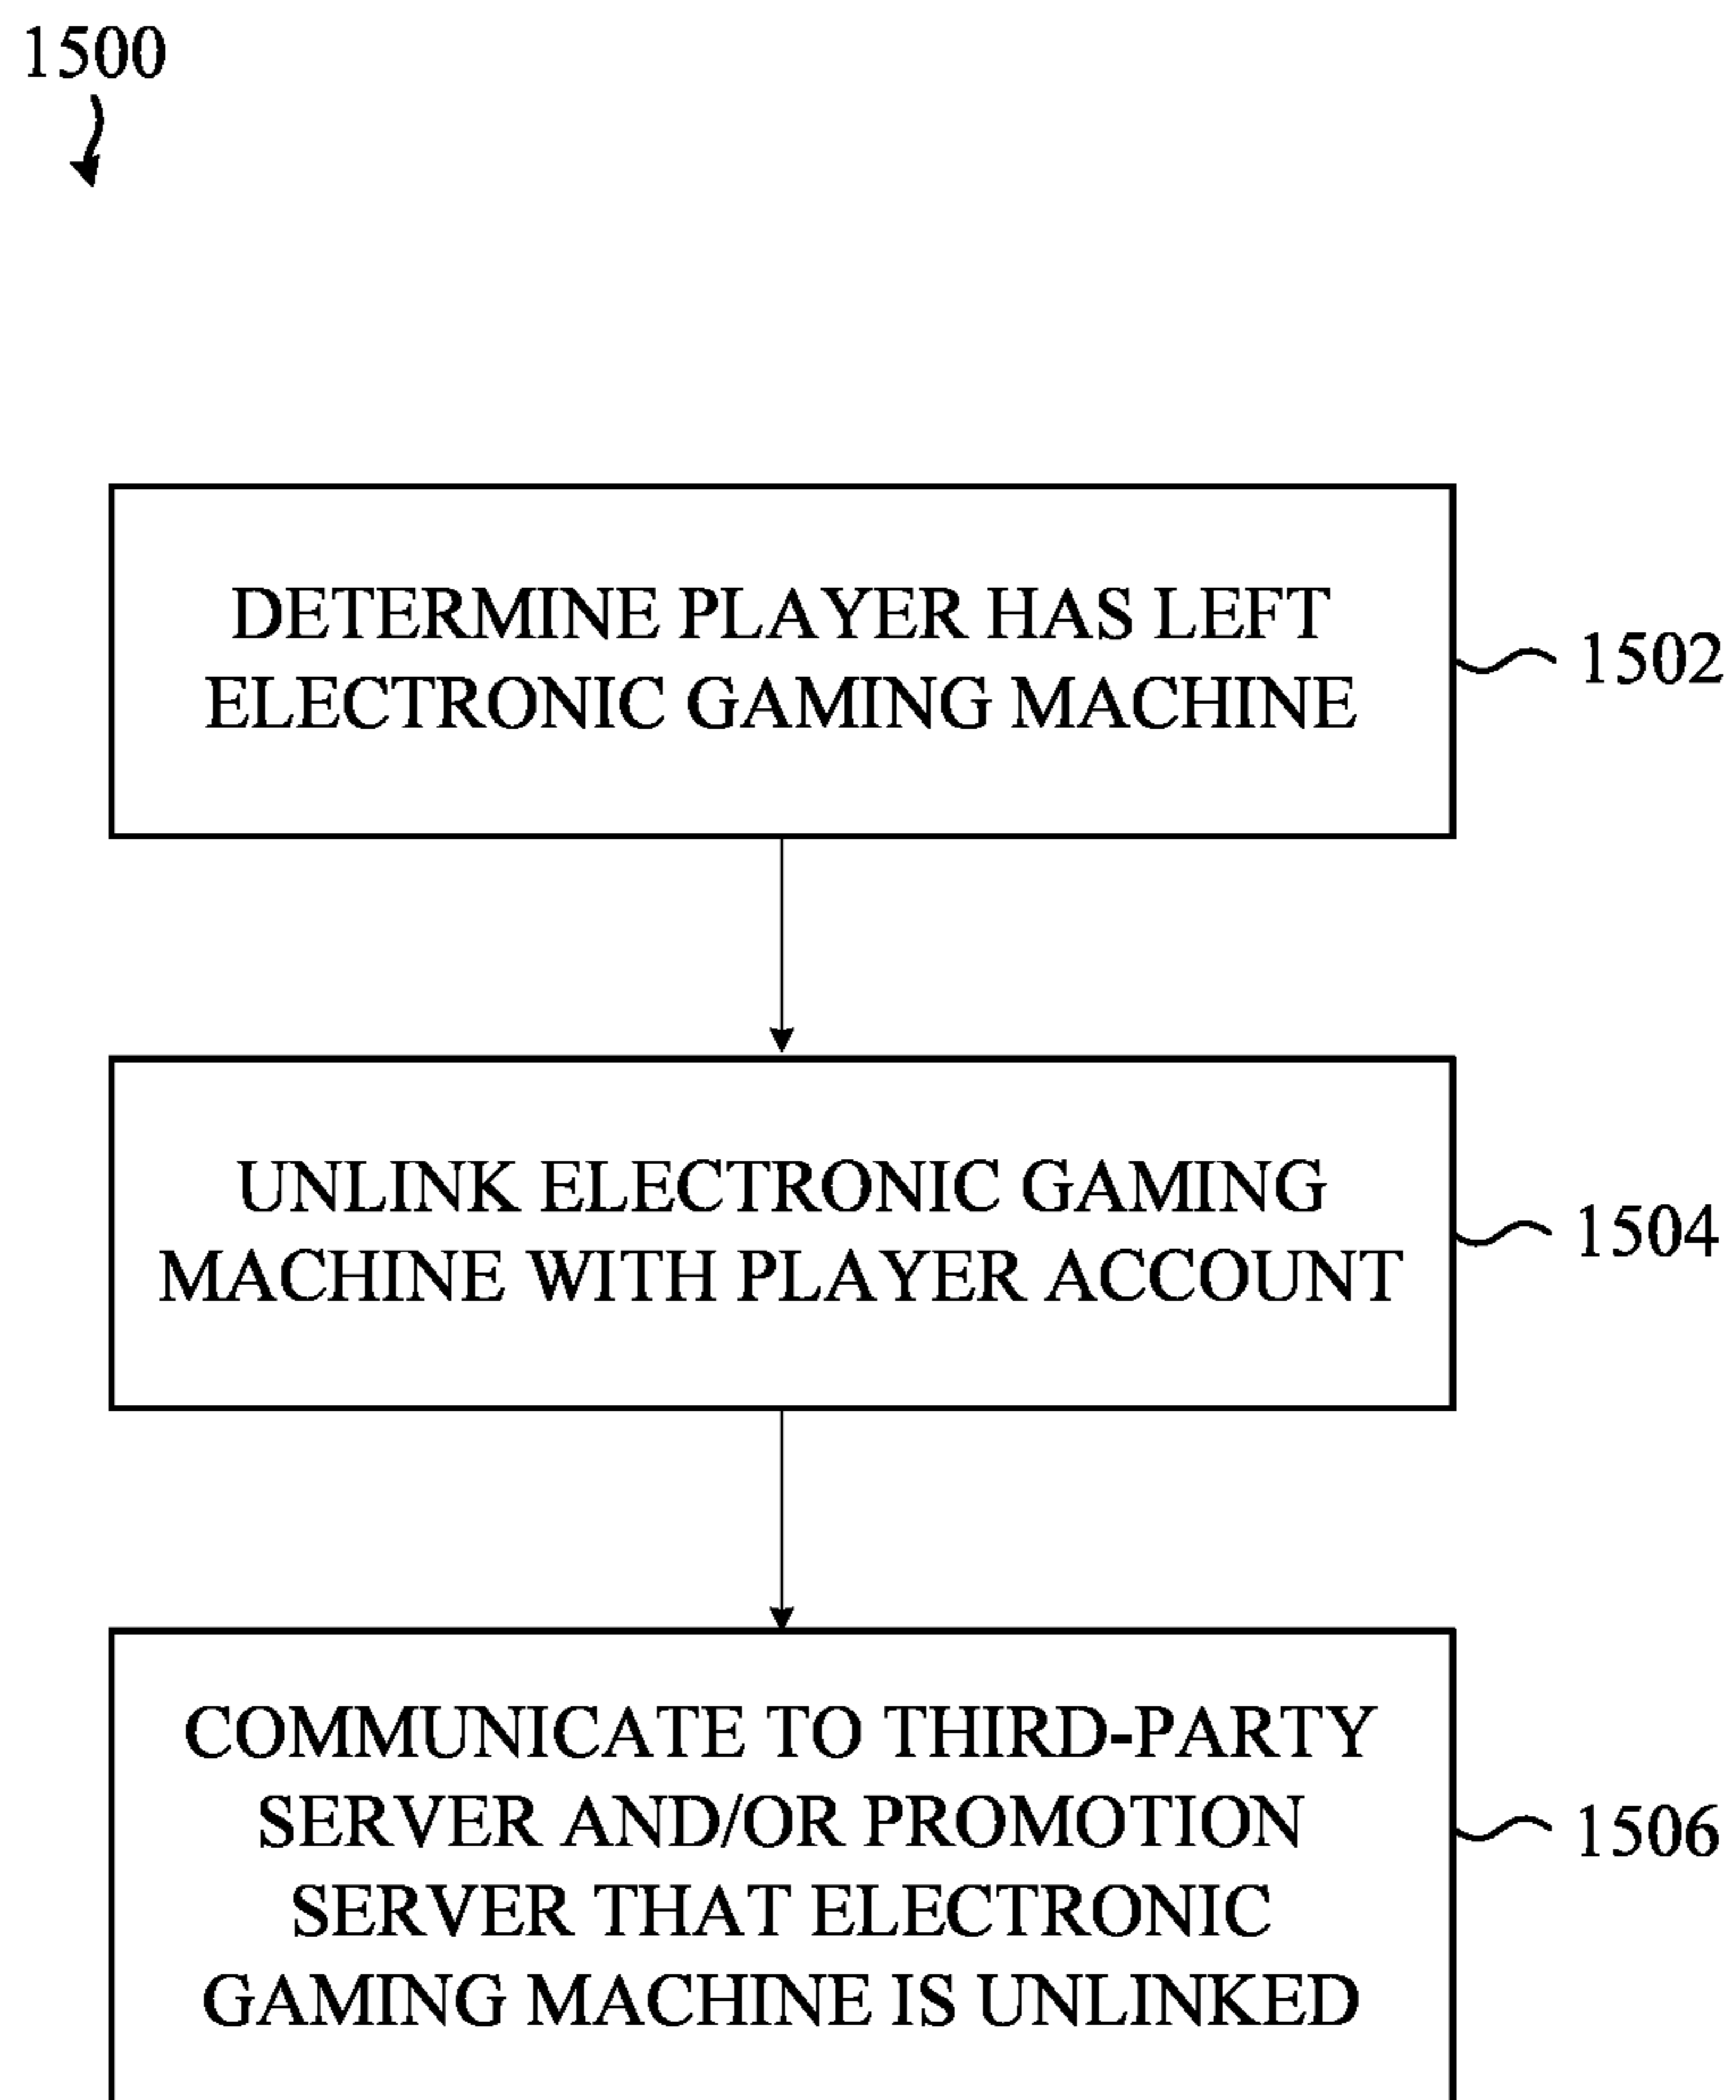 1500
DETERMINE PLAYER HAS LEFT
ELECTRONIC GAMING MACHINE
1502
UNLINK ELECTRONIC GAMING
MACHINE WITH PLAYER ACCOUNT
1504
COMMUNICATE TO THIRD-PARTY
SERVER AND/OR PROMOTION
SERVER THAT ELECTRONIC
GAMING MACHINE IS UNLINKED
1506